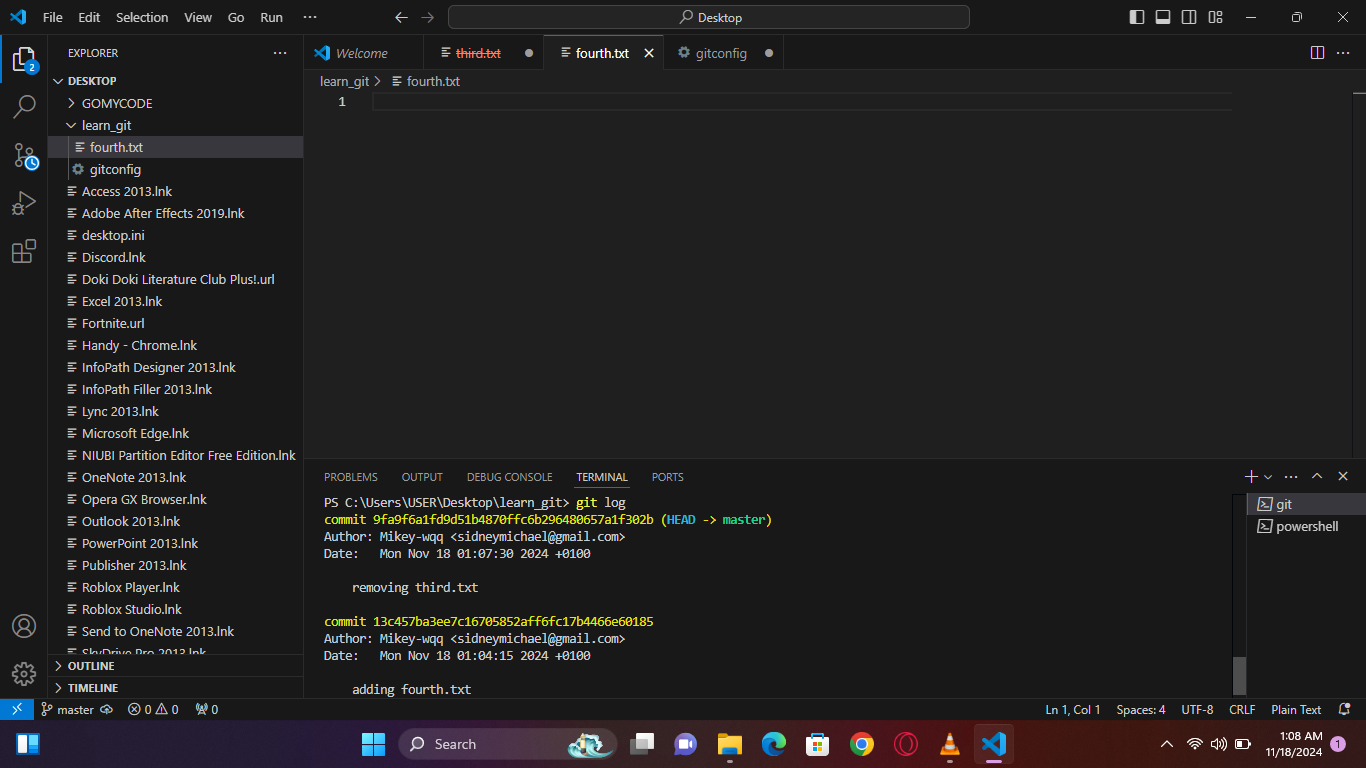 File Edit Selection View Go Run ···
Desktop
2
EXPLORER
DESKTOP
GOMYCODE
learn_git
fourth.txt
gitconfig
Access 2013.lnk
Adobe After Effects 2019.lnk
desktop.ini
Discord.lnk
Doki Doki Literature Club Plus!.url
Excel 2013.lnk
Fortnite.url
Handy - Chrome.lnk
InfoPath Designer 2013.lnk
InfoPath Filler 2013.lnk
Lync 2013.lnk
Microsoft Edge.lnk
NIUBI Partition Editor Free Edition.lnk
OneNote 2013.lnk
Opera GX Browser.lnk
Outlook 2013.lnk
PowerPoint 2013.lnk
Publisher 2013.lnk
Roblox Player.lnk
Roblox Studio.lnk
Send to OneNote 2013.lnk
SkyDrive Pro 2013.lnk
OUTLINE
TIMELINE
Welcome third.txt fourth.txt gitconfig
learn_git > fourth.txt
1
PROBLEMS OUTPUT DEBUG CONSOLE TERMINAL PORTS
PS C:\Users\USER\Desktop\learn_git> git log
commit 9fa9f6a1fd9d51b4870ffc6b296480657a1f302b (HEAD -> master)
Author: Mikey-wqq <sidneymichael@gmail.com>
Date:   Mon Nov 18 01:07:30 2024 +0100
removing third.txt
commit 13c457ba3ee7c16705852aff6fc17b4466e60185
Author: Mikey-wqq <sidneymichael@gmail.com>
Date:   Mon Nov 18 01:04:15 2024 +0100
adding fourth.txt
git
powershell
master 0 0 0 Ln 1, Col 1 Spaces: 4 UTF-8 CRLF Plain Text
Search
1:08 AM
11/18/2024
1